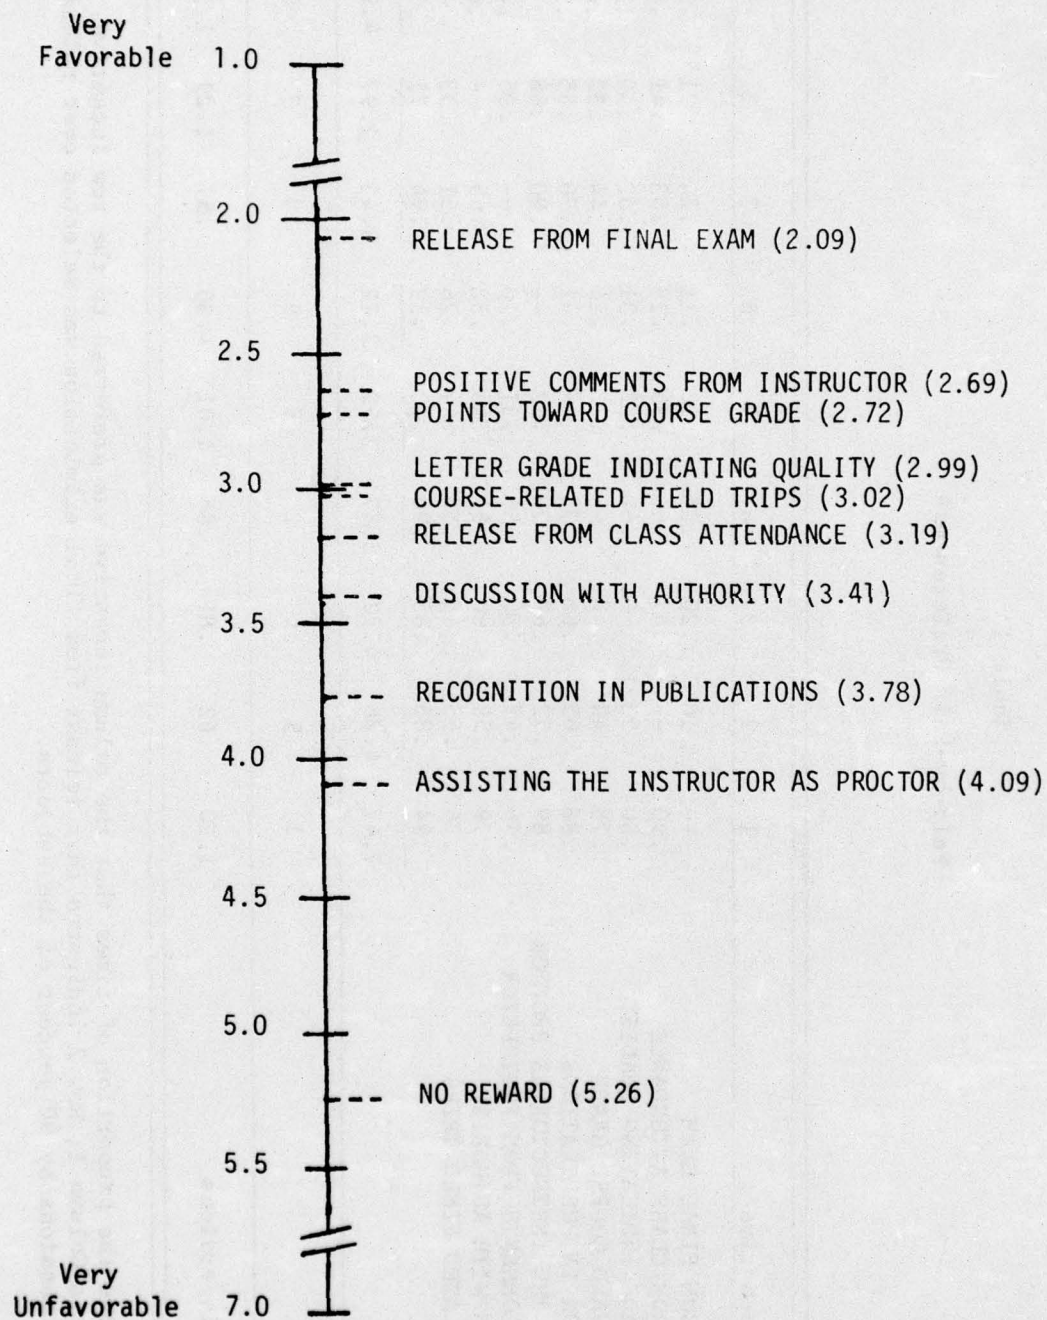 Very
Favorable 1.0
2.0
RELEASE FROM FINAL EXAM (2.09)
2.5
POSITIVE COMMENTS FROM INSTRUCTOR (2.69)
POINTS TOWARD COURSE GRADE (2.72)
LETTER GRADE INDICATING QUALITY (2.99)
3.0
COURSE-RELATED FIELD TRIPS (3.02)
RELEASE FROM CLASS ATTENDANCE (3.19)
DISCUSSION WITH AUTHORITY (3.41)
3.5
RECOGNITION IN PUBLICATIONS (3.78)
4.0
ASSISTING THE INSTRUCTOR AS PROCTOR (4.09)
4.5
5.0
NO REWARD (5.26)
5.5
Very
Unfavorable 7.0